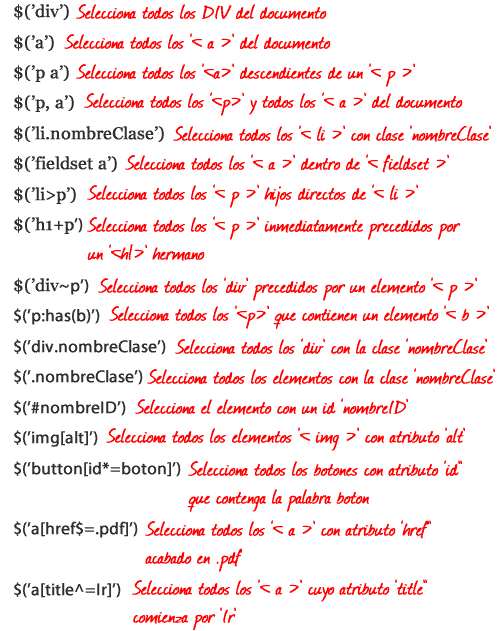 $('div') Selecciona todos los DIV del documento
$('a') Selecciona todos los '< a >' del documento
$('p a') Selecciona todos los '<a>' descendientes de un '< p >'
$('p, a') Selecciona todos los '<p>' y todos los '< a >' del documento
$('li.nombreClase') Selecciona todos los '< li >' con clase 'nombreClase'
$('fieldset a') Selecciona todos los '< a >' dentro de '< fieldset >'
$('li>p') Selecciona todos los '< p >' hijos directos de '< li >'
$('h1+p') Selecciona todos los '< p >' inmediatamente precedidos por
un '<h1>' hermano
$('div~p') Selecciona todos los 'div' precedidos por un elemento '< p >'
$('p:has(b)') Selecciona todos los '<p>' que contienen un elemento '< b >'
$('div.nombreClase') Selecciona todos los 'div' con la clase 'nombreClase'
$('.nombreClase') Selecciona todos los elementos con la clase 'nombreClase'
$('#nombreID') Selecciona el elemento con un id 'nombreID'
$('img[alt]') Selecciona todos los elementos '< img >' con atributo 'alt'
$('button[id*=boton]') Selecciona todos los botones con atributo 'id"
que contenga la palabra boton
$('a[href$=.pdf]') Selecciona todos los '< a >' con atributo 'href"
acabado en .pdf
$('a[title^=Ir]') Selecciona todos los '< a >' cuyo atributo 'title"
comienza por 'Ir'